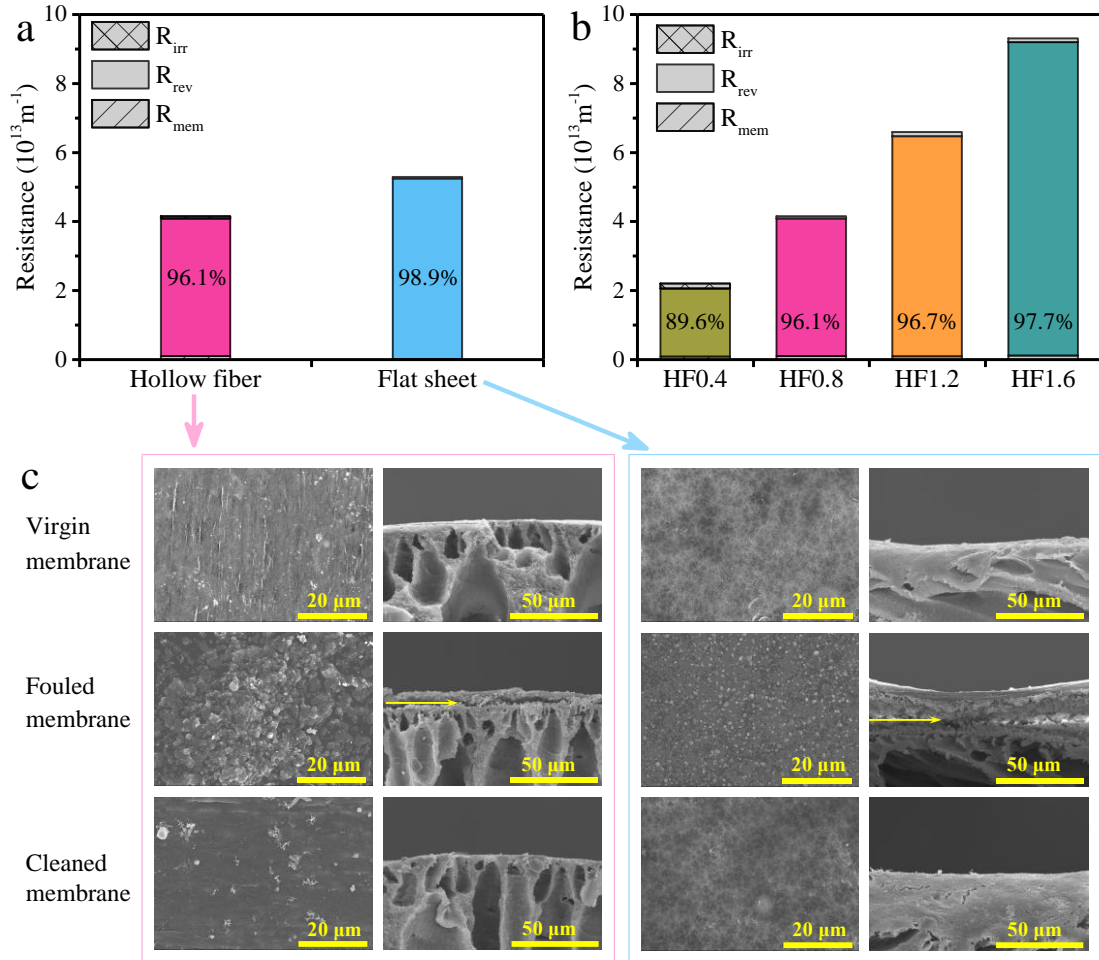 a
10
8
6
4
2
0
Resistance (10¹³m⁻¹)
R_irr
R_rev
R_mem
96.1%
98.9%
Hollow fiber
Flat sheet
b
10
8
6
4
2
0
Resistance (10¹³m⁻¹)
R_irr
R_rev
R_mem
89.6%
96.1%
96.7%
97.7%
HF0.4
HF0.8
HF1.2
HF1.6
c
Virgin
membrane
20 µm
50 µm
20 µm
50 µm
Fouled
membrane
20 µm
50 µm
20 µm
50 µm
Cleaned
membrane
20 µm
50 µm
20 µm
50 µm